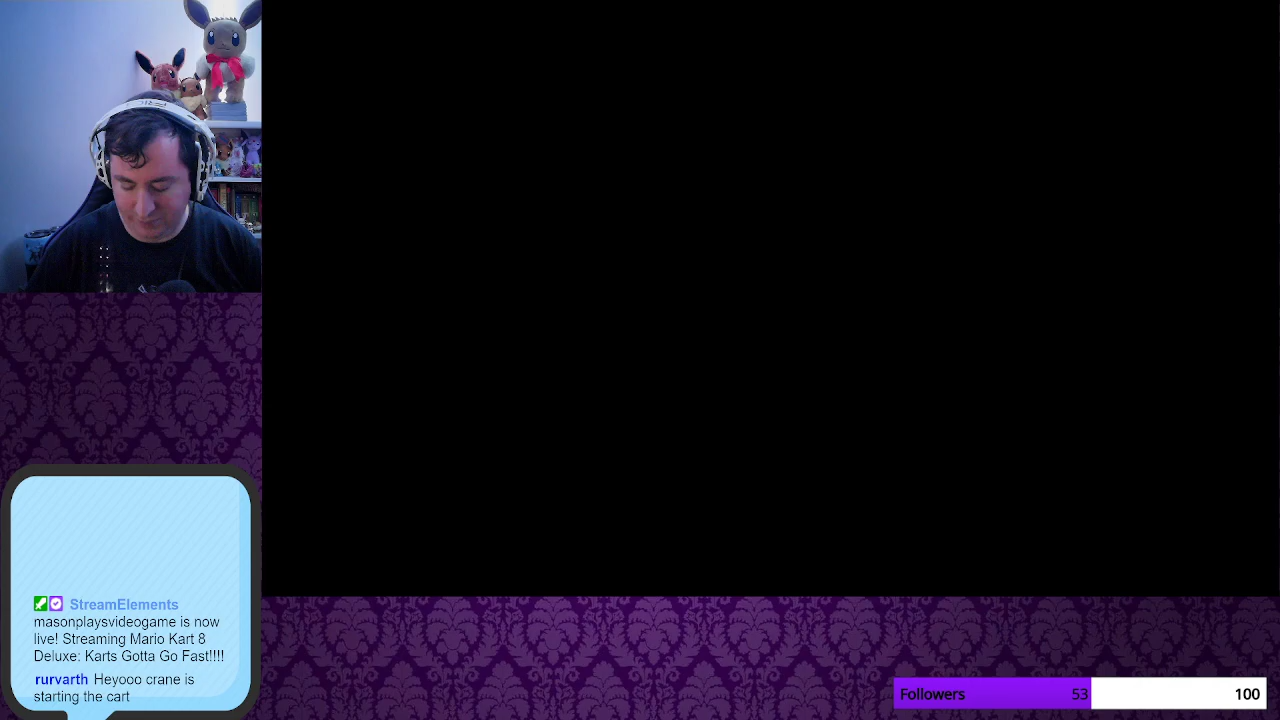 StreamElements
masonplaysvideogame is now
live! Streaming Mario Kart 8
Deluxe: Karts Gotta Go Fast!!!!
rurvarth Heyooo crane is
starting the cart
Followers 53 100